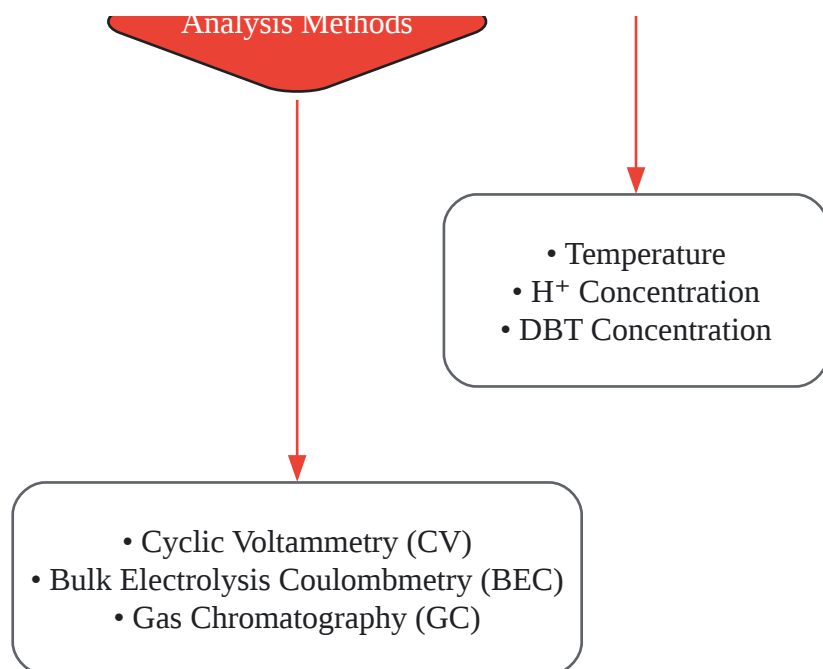 Analysis Methods
• Temperature
• H⁺ Concentration
• DBT Concentration
• Cyclic Voltammetry (CV)
• Bulk Electrolysis Coulombmetry (BEC)
• Gas Chromatography (GC)